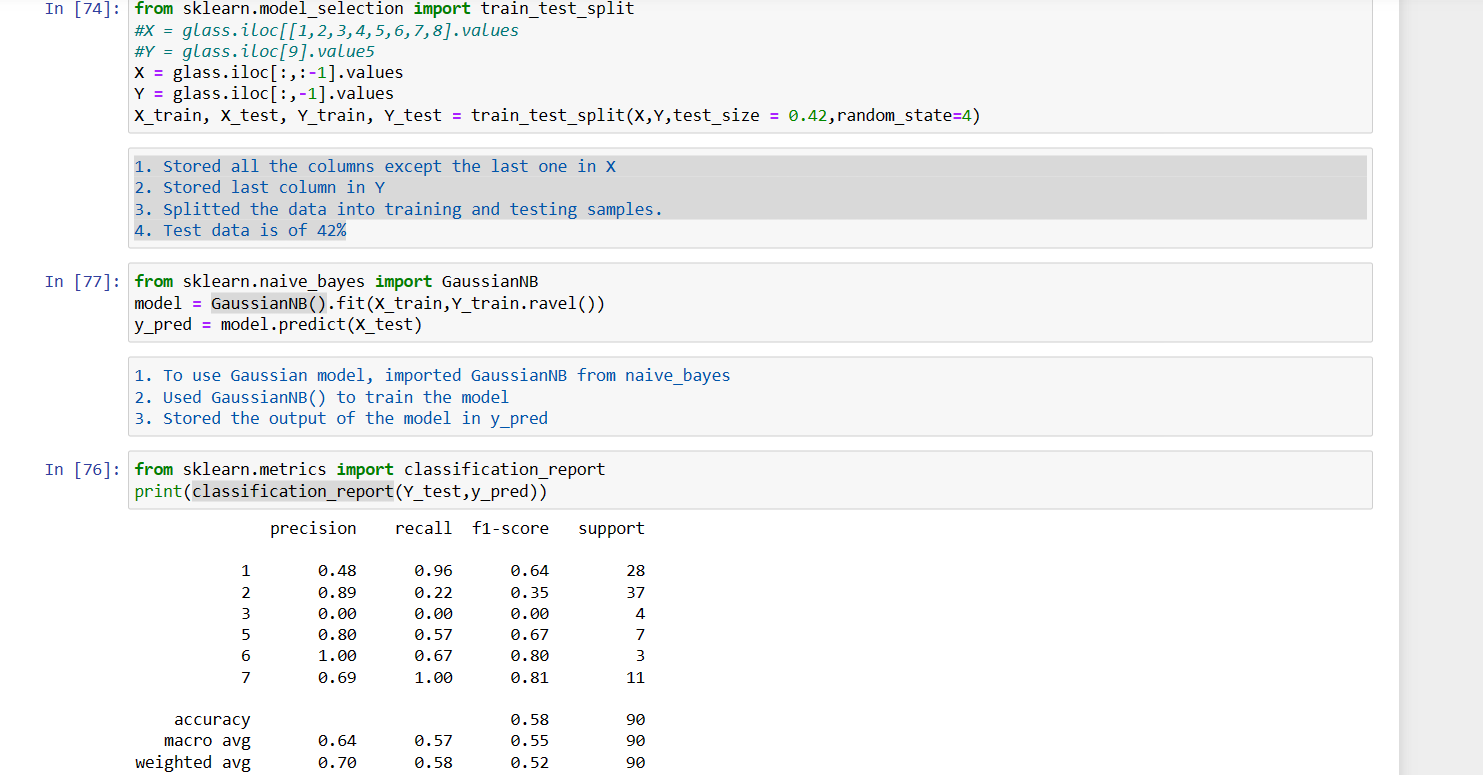 In [74]: from sklearn.model_selection import train_test_split
#X = glass.iloc[[1,2,3,4,5,6,7,8].values
#Y = glass.iloc[9].value5
X = glass.iloc[:,:-1].values
Y = glass.iloc[:,-1].values
X_train, X_test, Y_train, Y_test = train_test_split(X,Y,test_size = 0.42,random_state=4)
1. Stored all the columns except the last one in X
2. Stored last column in Y
3. Splitted the data into training and testing samples.
4. Test data is of 42%
In [77]: from sklearn.naive_bayes import GaussianNB
model = GaussianNB().fit(X_train,Y_train.ravel())
y_pred = model.predict(X_test)
1. To use Gaussian model, imported GaussianNB from naive_bayes
2. Used GaussianNB() to train the model
3. Stored the output of the model in y_pred
In [76]: from sklearn.metrics import classification_report
print(classification_report(Y_test,y_pred))
precision recall f1-score support
1 0.48 0.96 0.64 28
2 0.89 0.22 0.35 37
3 0.00 0.00 0.00 4
5 0.80 0.57 0.67 7
6 1.00 0.67 0.80 3
7 0.69 1.00 0.81 11
accuracy 0.58 90
macro avg 0.64 0.57 0.55 90
weighted avg 0.70 0.58 0.52 90